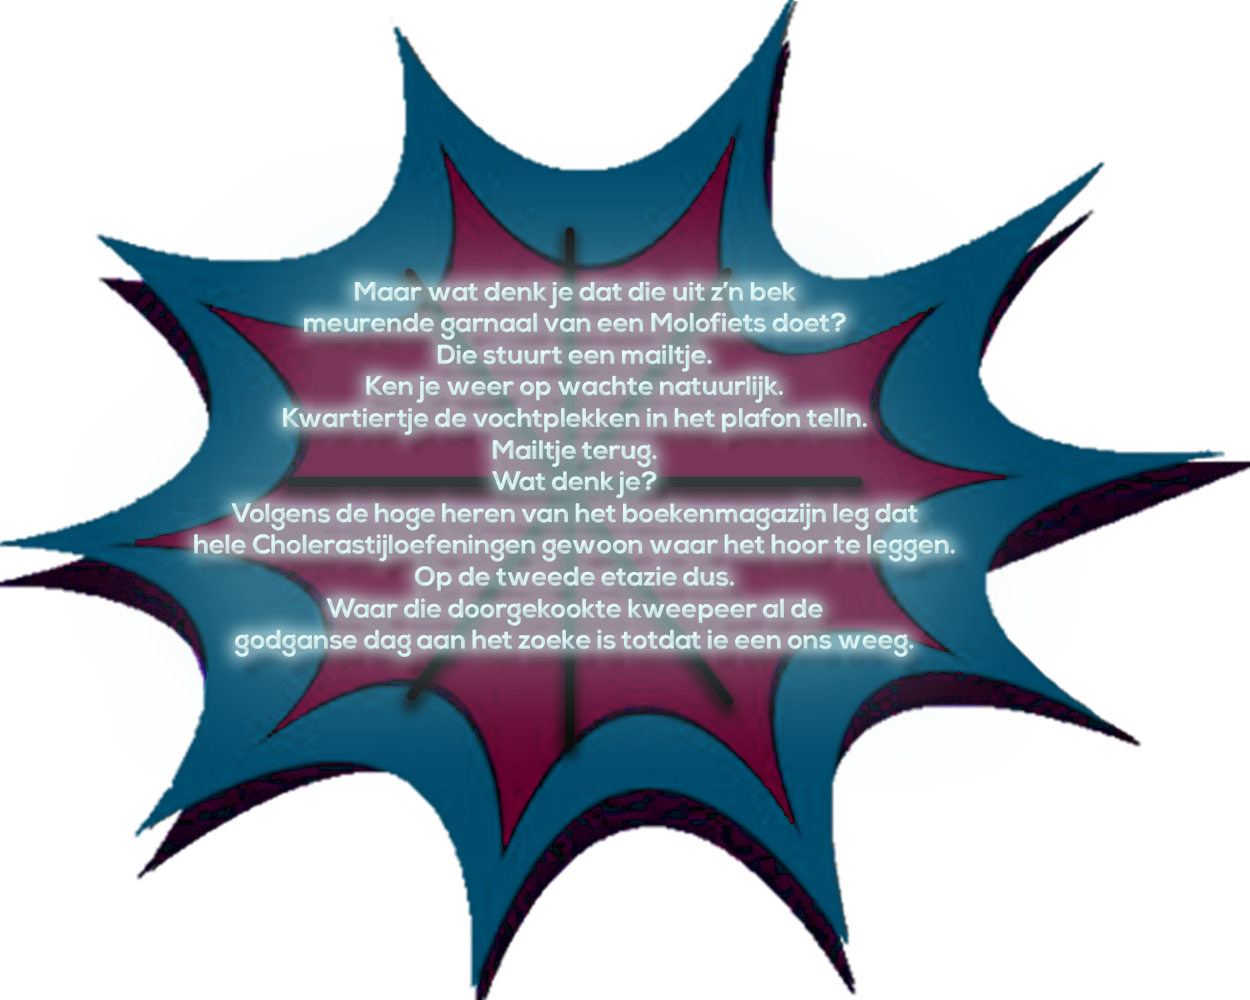 Maar wat denk je dat die uit z’n bek
meurende garnaal van een Molofiets doet?
Die stuurt een mailtje.
Ken je weer op wachte natuurlijk.
Kwartiertje de vochtplekken in het plafon telln.
Mailtje terug.
Wat denk je?
Volgens de hoge heren van het boekenmagazijn leg dat
hele Cholerastijloefeningen gewoon waar het hoor te leggen.
Op de tweede etazie dus.
Waar die doorgekookte kweepeer al de
godganse dag aan het zoeke is totdat ie een ons weeg.